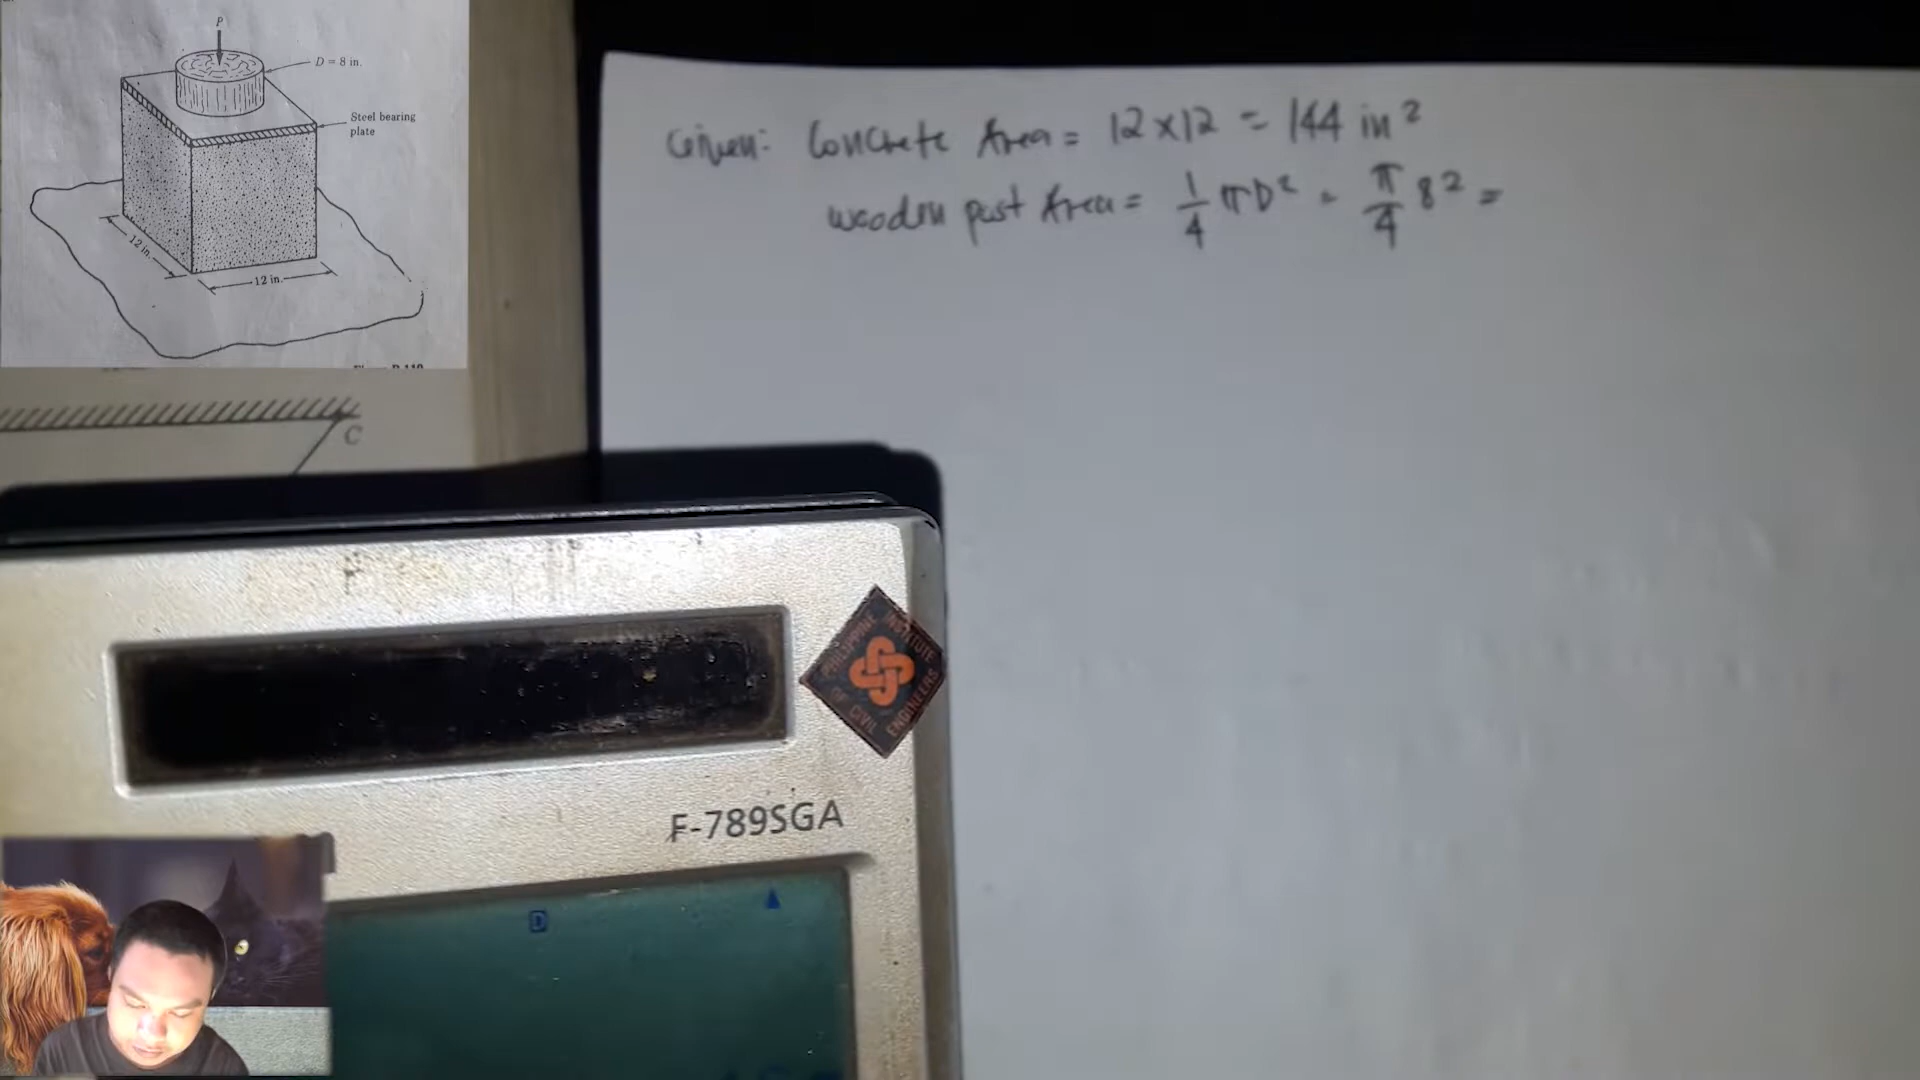 P
D = 8 in.
Steel bearing
plate
12 in.
12 in.
C
Given: Concrete Area = 12 x 12 = 144 in²
wooden post Area = 1/4 πD² = π/4 8² =
PHILIPPINE INSTITUTE
OF CIVIL ENGINEERS
F-789SGA
D